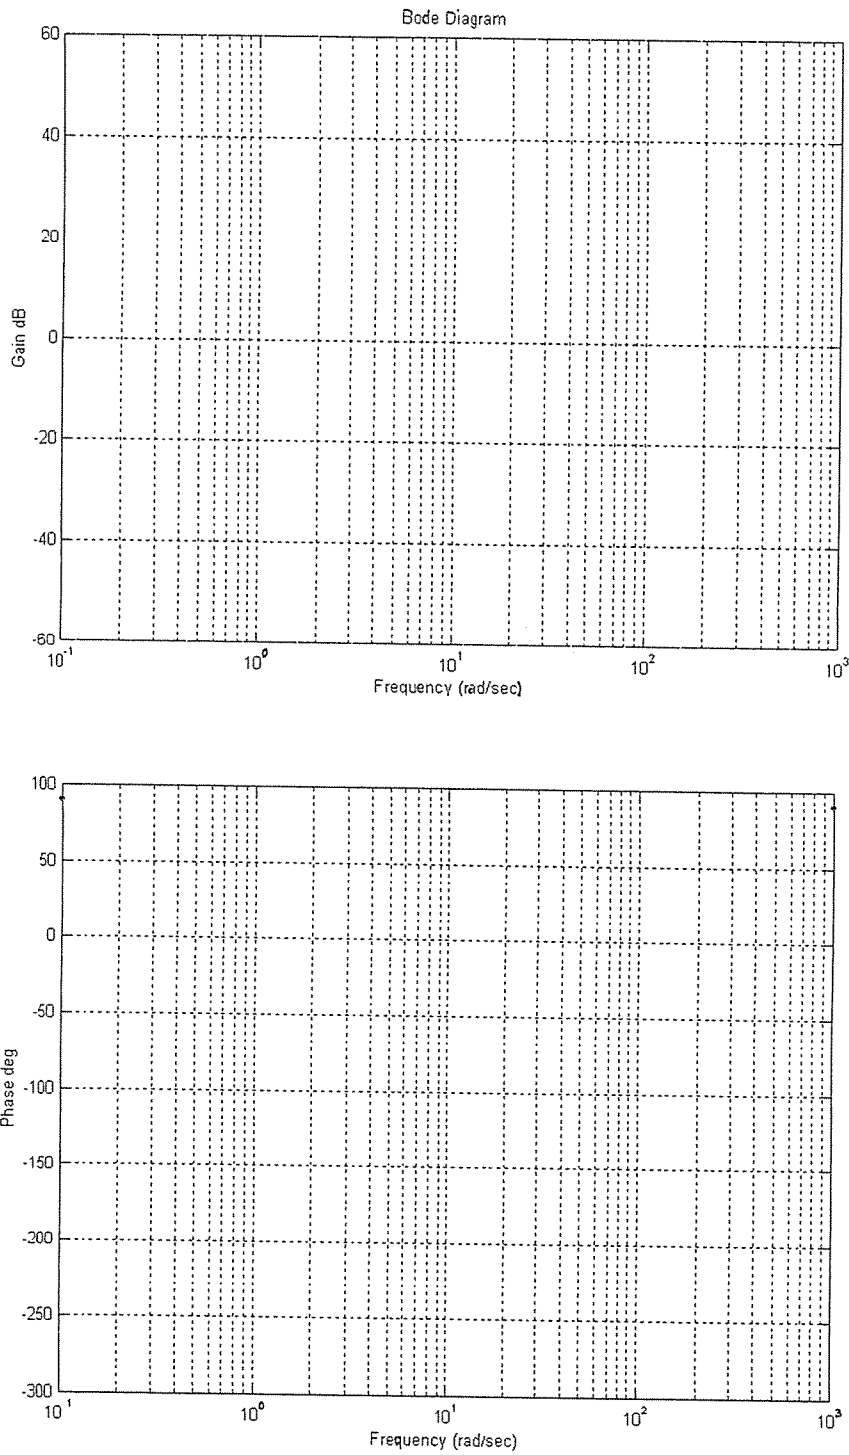 Bode Diagram
60
40
20
0
-20
-40
-60
Gain dB
10^-1 10^0 10^1 10^2 10^3
Frequency (rad/sec)
100
50
0
-50
-100
-150
-200
-250
-300
Phase deg
10^-1 10^0 10^1 10^2 10^3
Frequency (rad/sec)